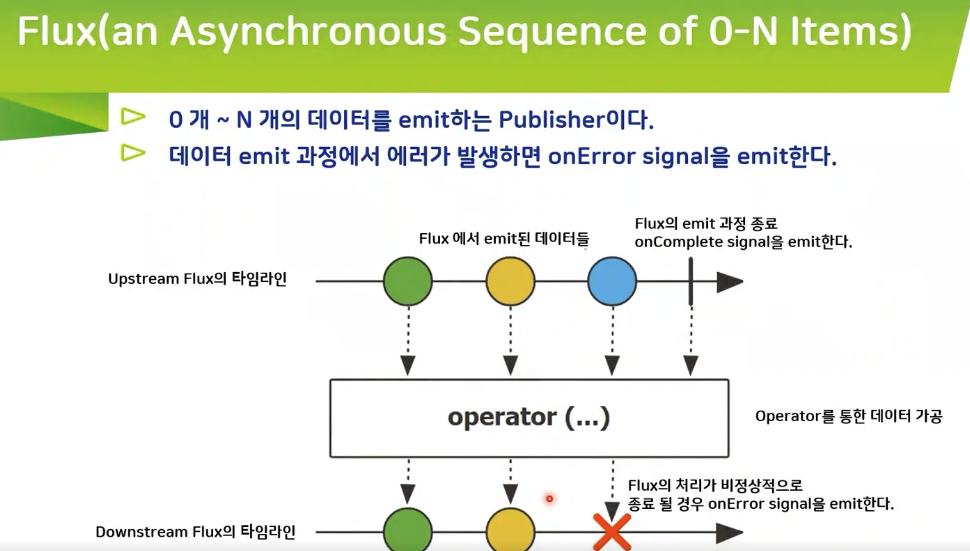 Flux(an Asynchronous Sequence of 0-N Items)
0 개 ~ N 개의 데이터를 emit하는 Publisher이다.
데이터 emit 과정에서 에러가 발생하면 onError signal을 emit한다.
Flux의 emit 과정 종료
onComplete signal을 emit한다.
Flux 에서 emit된 데이터들
Upstream Flux의 타임라인
operator (...)
Operator를 통한 데이터 가공
Flux의 처리가 비정상적으로
종료 될 경우 onError signal을 emit한다.
Downstream Flux의 타임라인